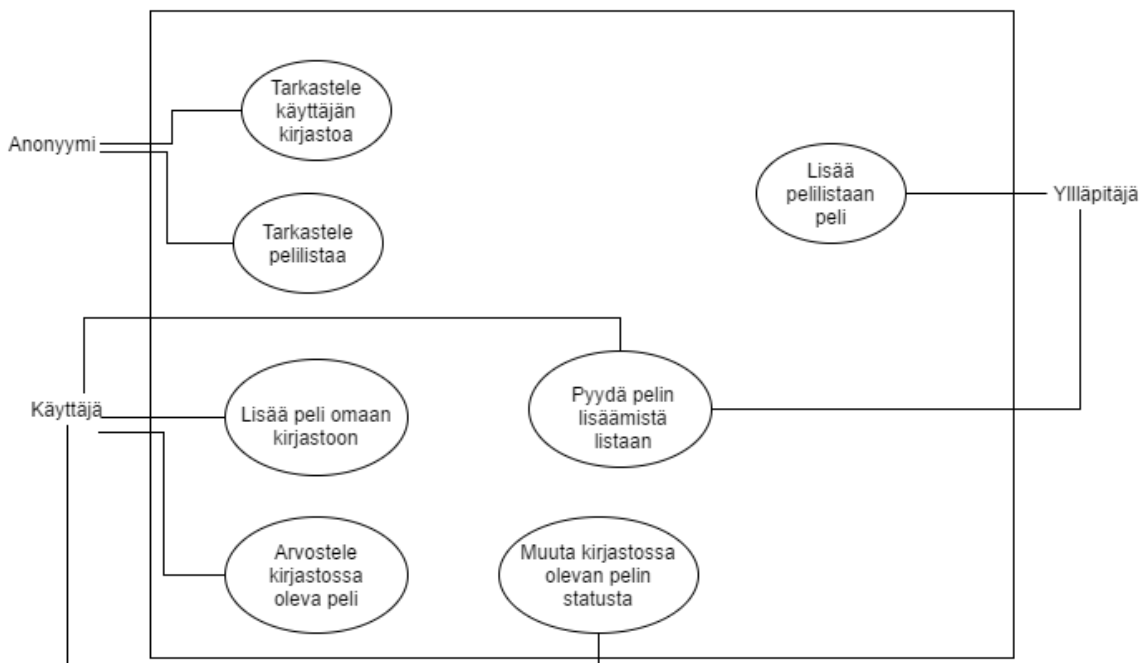 Tarkastele
käyttäjän
kirjastoa
Anonyymi
Tarkastele
pelilistaa
Lisää
pelilistaan
peli
Yllläpitäjä
Käyttäjä
Lisää peli omaan
kirjastoon
Pyydä pelin
lisäämistä
listaan
Arvostele
kirjastossa
oleva peli
Muuta kirjastossa
olevan pelin
statusta